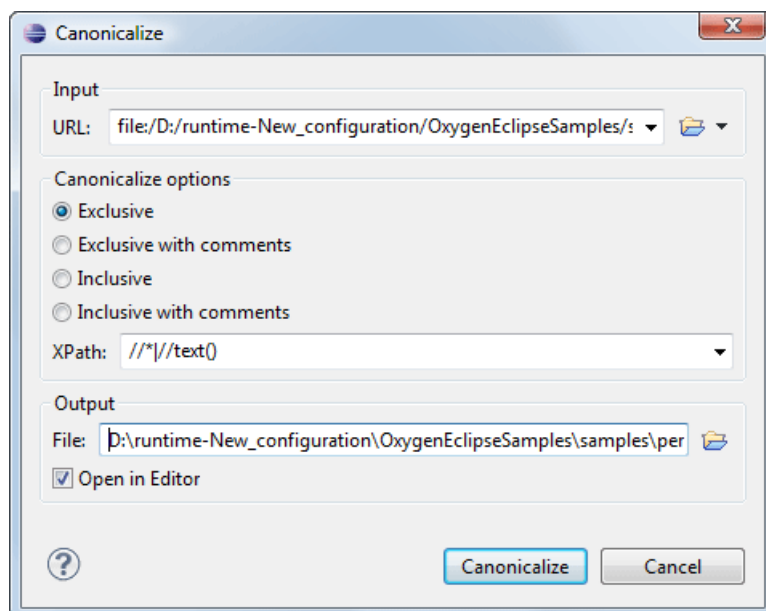 Canonicalize
Input
URL: file:/D:/runtime-New_configuration/OxygenEclipseSamples/s
Canonicalize options
Exclusive
Exclusive with comments
Inclusive
Inclusive with comments
XPath: //*|//text()
Output
File: D:\runtime-New_configuration\OxygenEclipseSamples\samples\per
Open in Editor
? Canonicalize Cancel